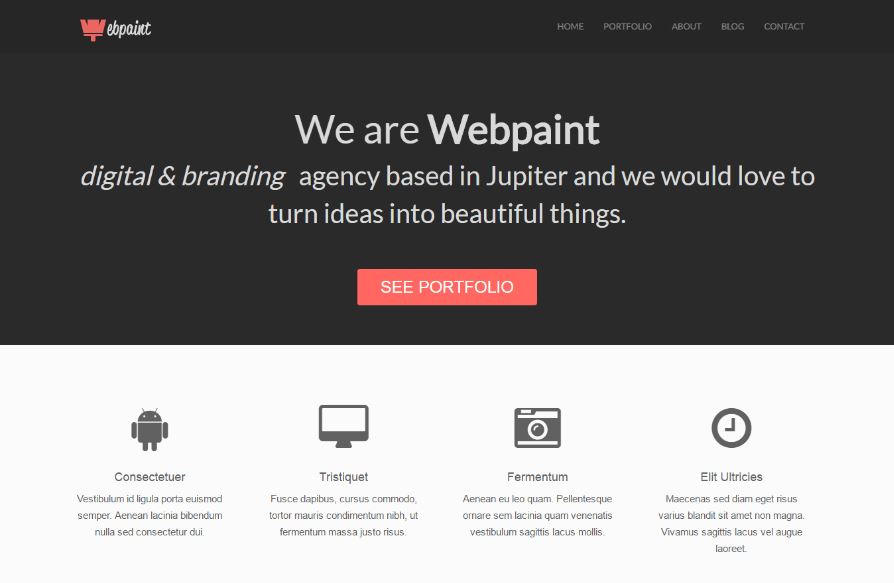 Webpaint
HOME PORTFOLIO ABOUT BLOG CONTACT
We are Webpaint
digital & branding agency based in Jupiter and we would love to
turn ideas into beautiful things.
SEE PORTFOLIO
Consectetuer
Vestibulum id ligula porta euismod
semper. Aenean lacinia bibendum
nulla sed consectetur dui.
Tristiquet
Fusce dapibus, cursus commodo,
tortor mauris condimentum nibh, ut
fermentum massa justo risus.
Fermentum
Aenean eu leo quam. Pellentesque
ornare sem lacinia quam venenatis
vestibulum sagittis lacus mollis.
Elit Ultricies
Maecenas sed diam eget risus
varius blandit sit amet non magna.
Vivamus sagittis lacus vel augue
laoreet.